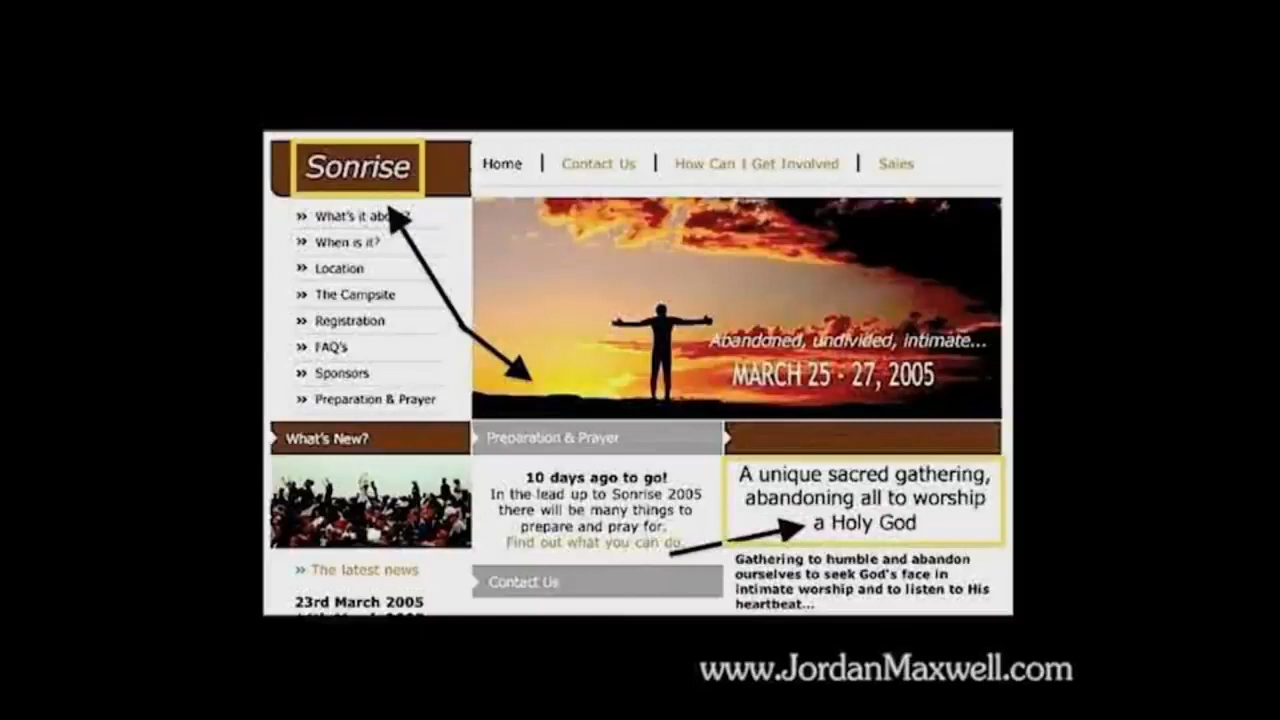 Sonrise
Home | Contact Us | How Can I Get Involved | Sales
» What's it about?
» When is it?
» Location
» The Campsite
» Registration
» FAQ's
» Sponsors
» Preparation & Prayer
Abandoned, undivided, intimate...
MARCH 25 - 27, 2005
What's New?
» The latest news
23rd March 2005
Preparation & Prayer
10 days ago to go!
In the lead up to Sonrise 2005
there will be many things to
prepare and pray for.
Find out what you can do.
Contact Us
A unique sacred gathering,
abandoning all to worship
a Holy God
Gathering to humble and abandon
ourselves to seek God's face in
intimate worship and to listen to His
heartbeat...
www.JordanMaxwell.com